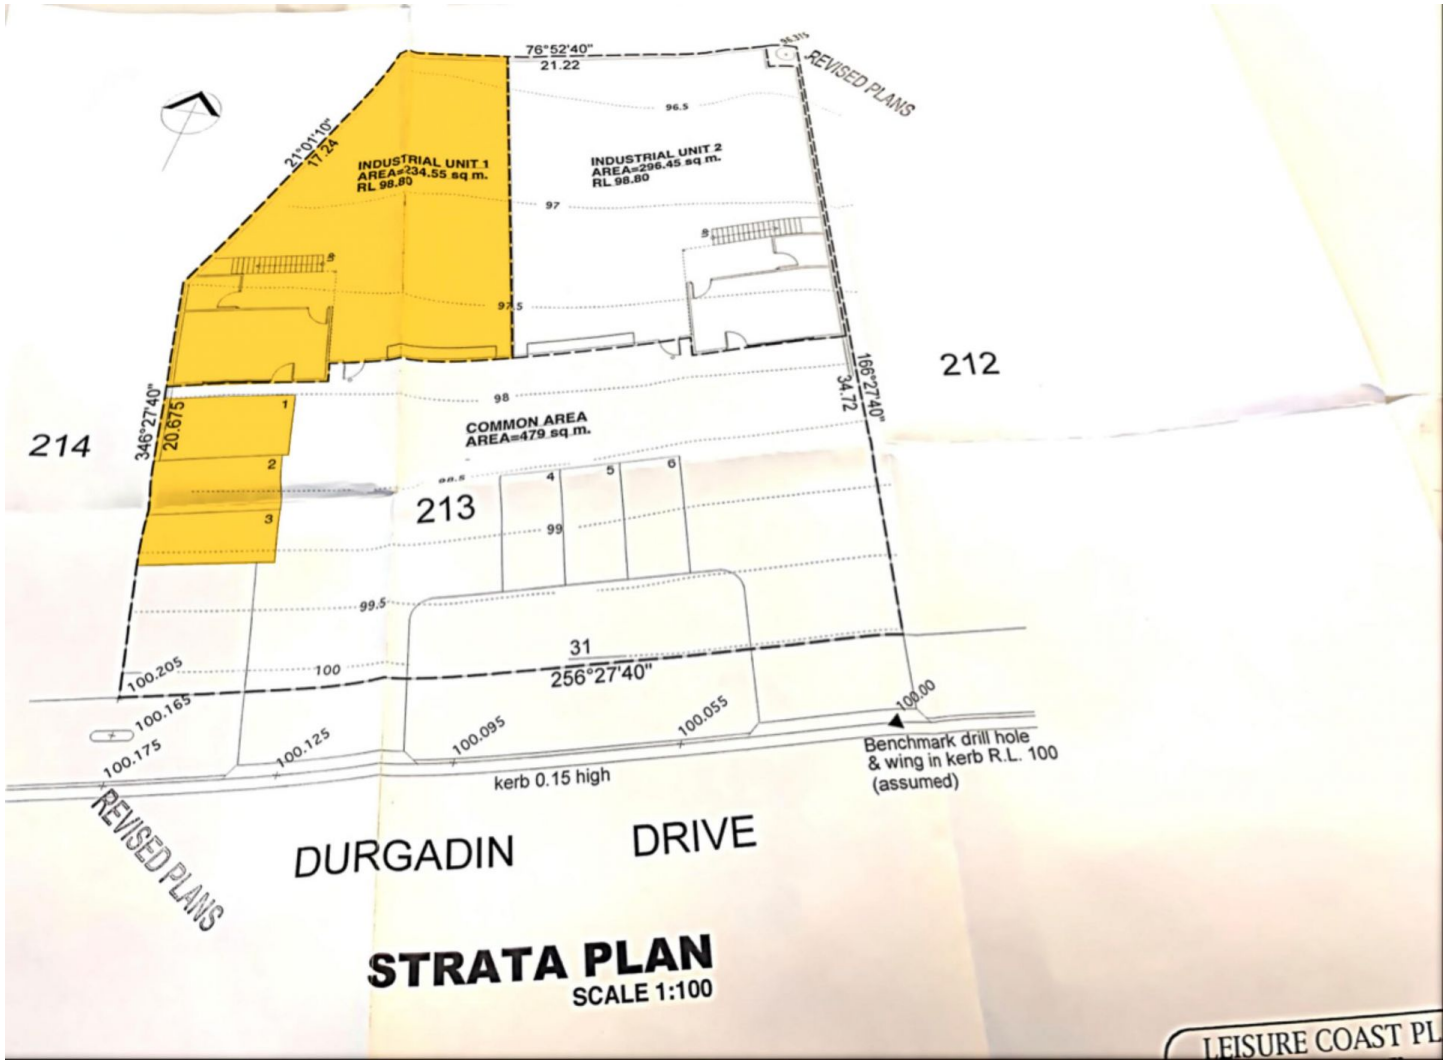 76°52'40"
21.22
REVISED PLANS
96.5
21°01'10"
17.24
INDUSTRIAL UNIT 1
AREA=234.55 sq m.
RL 98.80
INDUSTRIAL UNIT 2
AREA=296.45 sq m.
RL 98.80
97
97.5
98
COMMON AREA
AREA=479 sq m.
346°27'40"
20.675
166°27'40"
34.72
212
214
213
1
2
3
4
5
6
98.5
99
99.5
100
31
256°27'40"
100.205
100.165
100.175
100.125
100.095
100.055
100.00
Benchmark drill hole
& wing in kerb R.L. 100
(assumed)
kerb 0.15 high
REVISED PLANS
DURGADIN DRIVE
STRATA PLAN
SCALE 1:100
LEISURE COAST PL